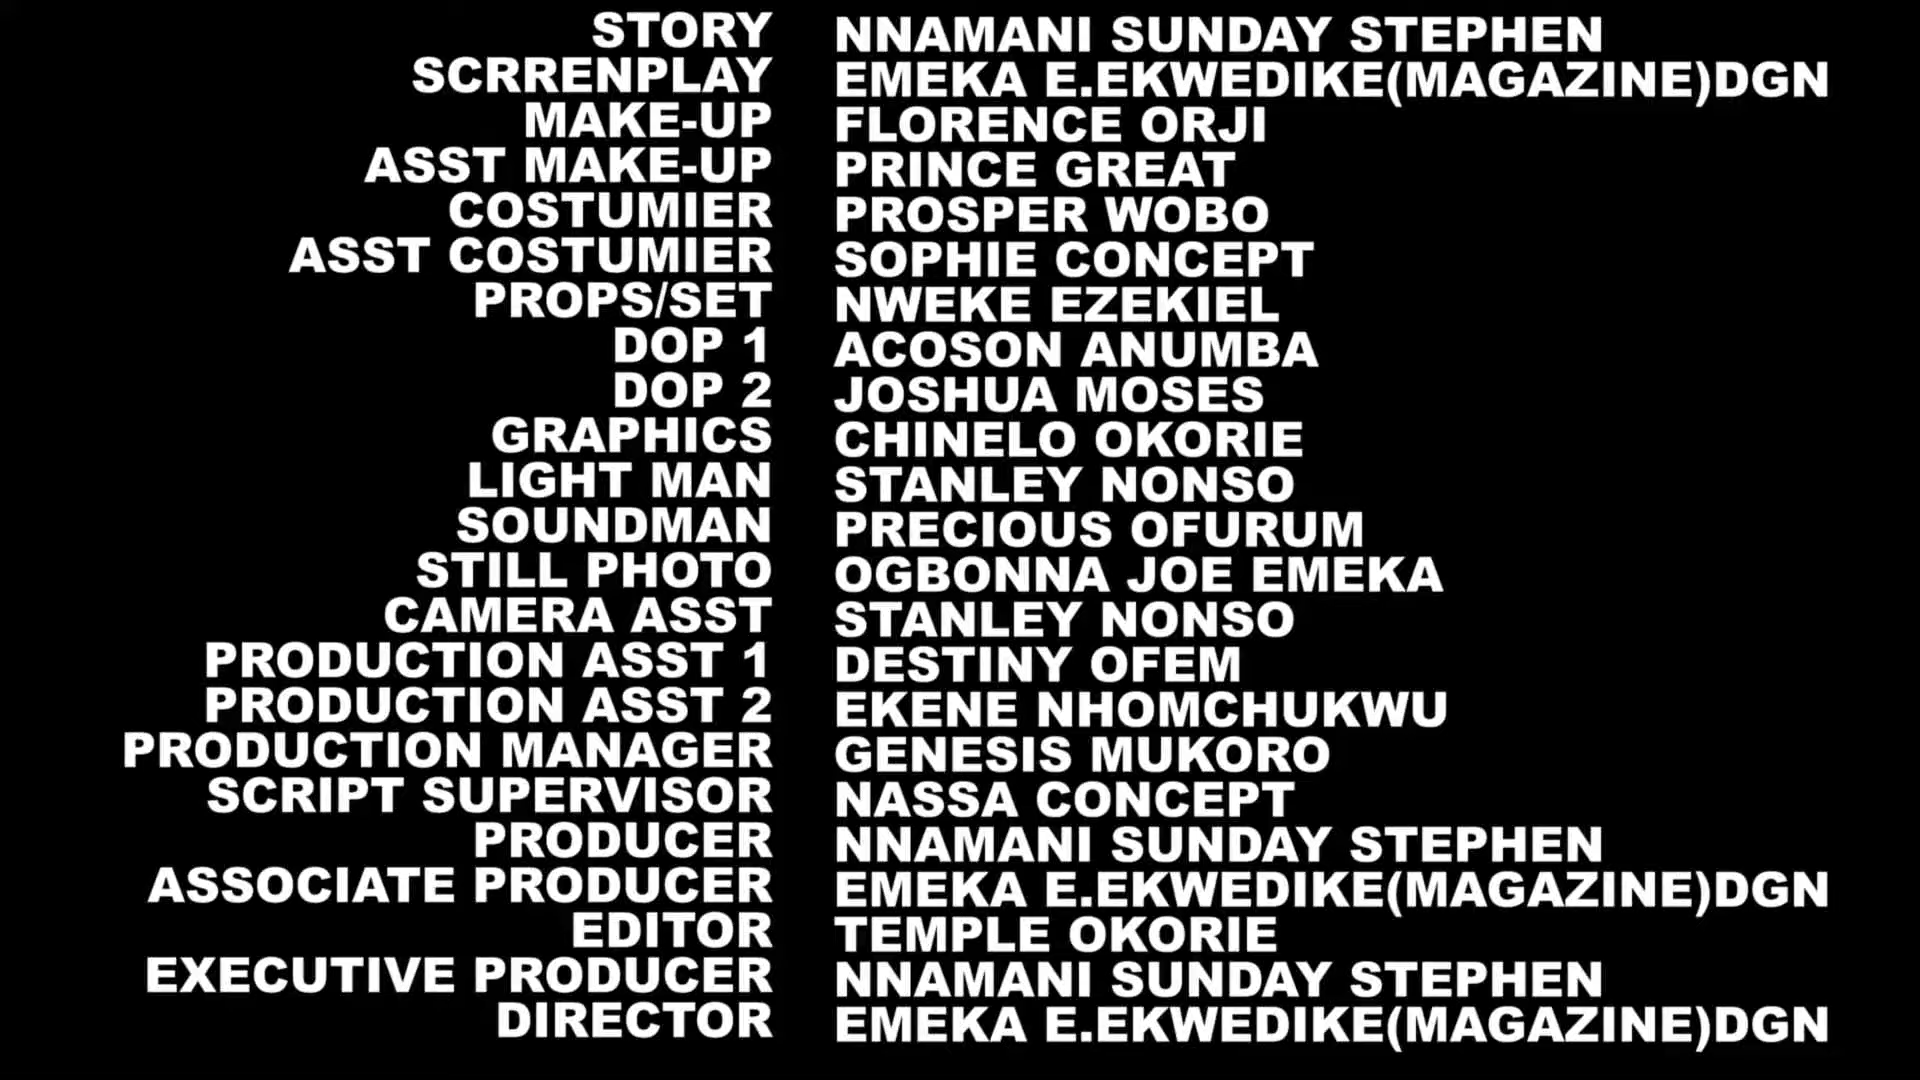 STORY NNAMANI SUNDAY STEPHEN
SCRRENPLAY EMEKA E.EKWEDIKE(MAGAZINE)DGN
MAKE-UP FLORENCE ORJI
ASST MAKE-UP PRINCE GREAT
COSTUMIER PROSPER WOBO
ASST COSTUMIER SOPHIE CONCEPT
PROPS/SET NWEKE EZEKIEL
DOP 1 ACOSON ANUMBA
DOP 2 JOSHUA MOSES
GRAPHICS CHINELO OKORIE
LIGHT MAN STANLEY NONSO
SOUNDMAN PRECIOUS OFURUM
STILL PHOTO OGBONNA JOE EMEKA
CAMERA ASST STANLEY NONSO
PRODUCTION ASST 1 DESTINY OFEM
PRODUCTION ASST 2 EKENE NHOMCHUKWU
PRODUCTION MANAGER GENESIS MUKORO
SCRIPT SUPERVISOR NASSA CONCEPT
PRODUCER NNAMANI SUNDAY STEPHEN
ASSOCIATE PRODUCER EMEKA E.EKWEDIKE(MAGAZINE)DGN
EDITOR TEMPLE OKORIE
EXECUTIVE PRODUCER NNAMANI SUNDAY STEPHEN
DIRECTOR EMEKA E.EKWEDIKE(MAGAZINE)DGN